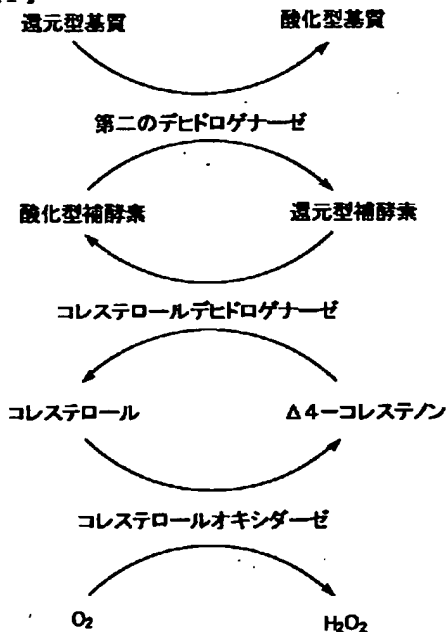 還元型基質 酸化型基質
第二のデヒドロゲナーゼ
酸化型補酵素 還元型補酵素
コレステロールデヒドロゲナーゼ
コレステロール Δ4ーコレステノン
コレステロールオキシダーゼ
O₂ H₂O₂